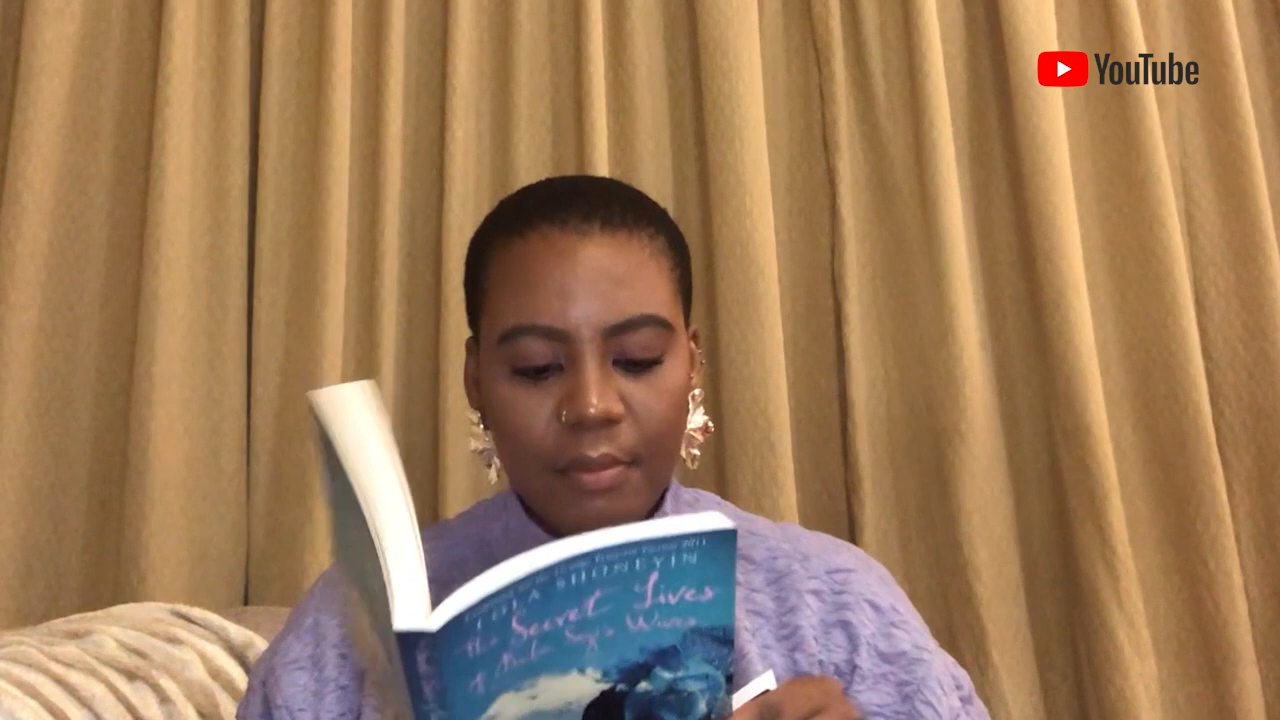 YouTube
LOLA SHONEYIN
the Secret Lives
of Baba Segi's Wives